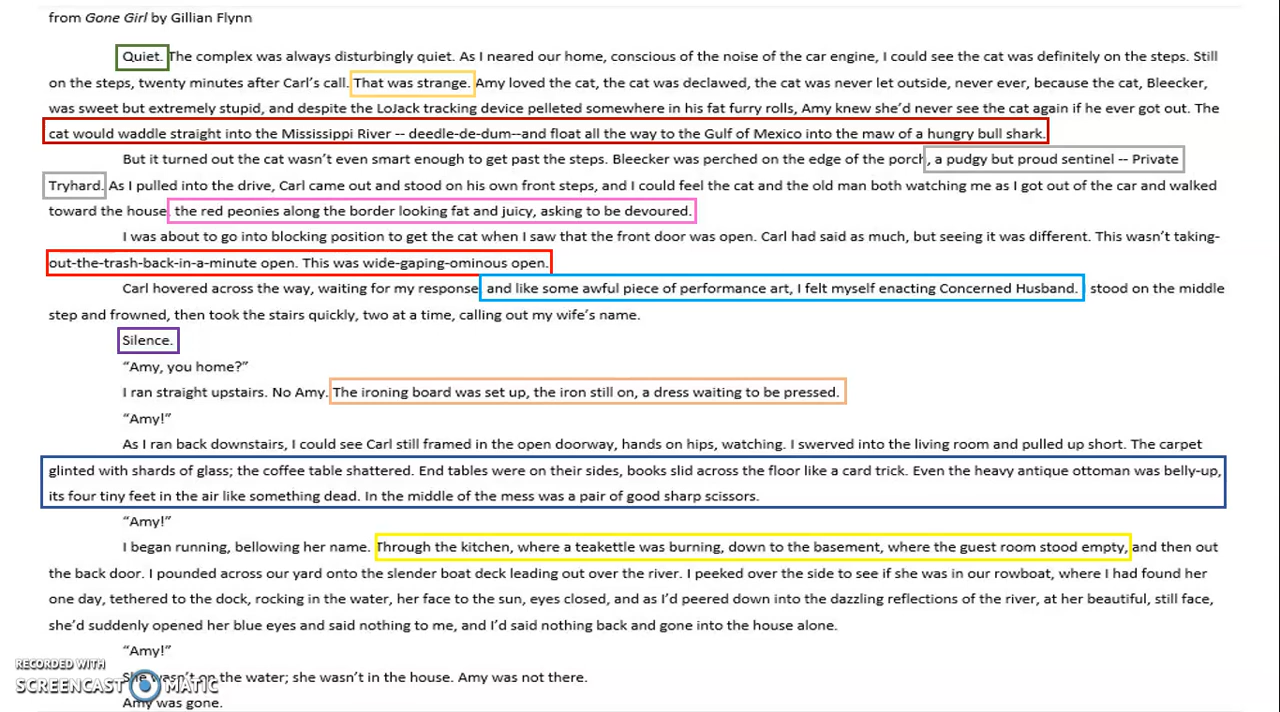 from Gone Girl by Gillian Flynn
Quiet. The complex was always disturbingly quiet. As I neared our home, conscious of the noise of the car engine, I could see the cat was definitely on the steps. Still
on the steps, twenty minutes after Carl's call. That was strange. Amy loved the cat, the cat was declawed, the cat was never let outside, never ever, because the cat, Bleecker,
was sweet but extremely stupid, and despite the LoJack tracking device pelleted somewhere in his fat furry rolls, Amy knew she'd never see the cat again if he ever got out. The
cat would waddle straight into the Mississippi River -- deedle-de-dum--and float all the way to the Gulf of Mexico into the maw of a hungry bull shark.
But it turned out the cat wasn't even smart enough to get past the steps. Bleecker was perched on the edge of the porch, a pudgy but proud sentinel -- Private
Tryhard. As I pulled into the drive, Carl came out and stood on his own front steps, and I could feel the cat and the old man both watching me as I got out of the car and walked
toward the house the red peonies along the border looking fat and juicy, asking to be devoured.
I was about to go into blocking position to get the cat when I saw that the front door was open. Carl had said as much, but seeing it was different. This wasn't taking-
out-the-trash-back-in-a-minute open. This was wide-gaping-ominous open.
Carl hovered across the way, waiting for my response and like some awful piece of performance art, I felt myself enacting Concerned Husband. stood on the middle
step and frowned, then took the stairs quickly, two at a time, calling out my wife's name.
Silence.
"Amy, you home?"
I ran straight upstairs. No Amy. The ironing board was set up, the iron still on, a dress waiting to be pressed.
"Amy!"
As I ran back downstairs, I could see Carl still framed in the open doorway, hands on hips, watching. I swerved into the living room and pulled up short. The carpet
glinted with shards of glass; the coffee table shattered. End tables were on their sides, books slid across the floor like a card trick. Even the heavy antique ottoman was belly-up,
its four tiny feet in the air like something dead. In the middle of the mess was a pair of good sharp scissors.
"Amy!"
I began running, bellowing her name. Through the kitchen, where a teakettle was burning, down to the basement, where the guest room stood empty, and then out
the back door. I pounded across our yard onto the slender boat deck leading out over the river. I peeked over the side to see if she was in our rowboat, where I had found her
one day, tethered to the dock, rocking in the water, her face to the sun, eyes closed, and as I'd peered down into the dazzling reflections of the river, at her beautiful, still face,
she'd suddenly opened her blue eyes and said nothing to me, and I'd said nothing back and gone into the house alone.
"Amy!"
She wasn't on the water; she wasn't in the house. Amy was not there.
Amy was gone.
RECORDED WITH
SCREENCAST MATIC